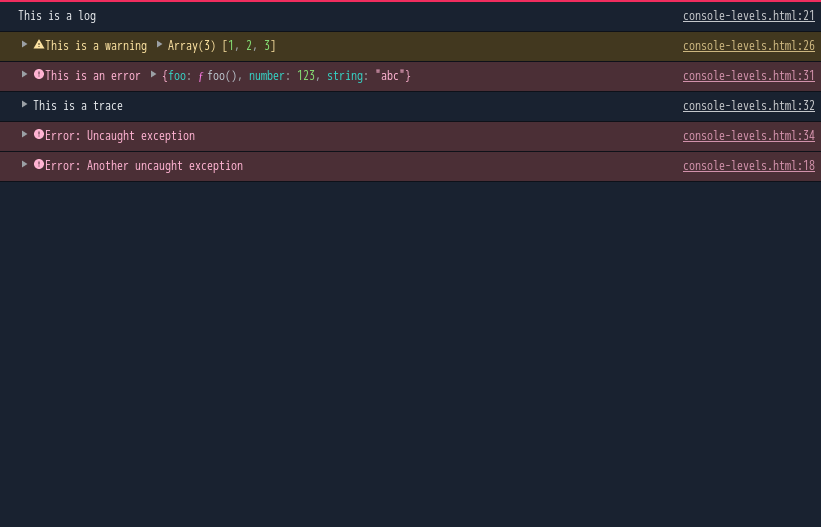 This is a log console-levels.html:21
This is a warning Array(3) [1, 2, 3] console-levels.html:26
This is an error {foo: ƒ foo(), number: 123, string: "abc"} console-levels.html:31
This is a trace console-levels.html:32
Error: Uncaught exception console-levels.html:34
Error: Another uncaught exception console-levels.html:18